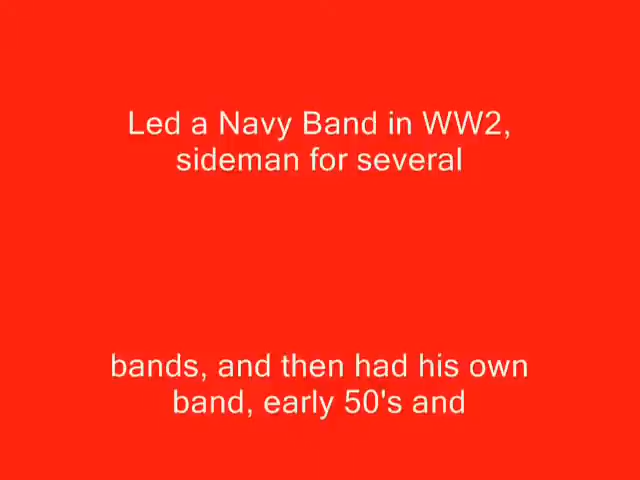 Led a Navy Band in WW2,
sideman for several
bands, and then had his own
band, early 50's and